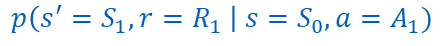 p(s′ = S₁, r = R₁ | s = S₀, a = A₁)